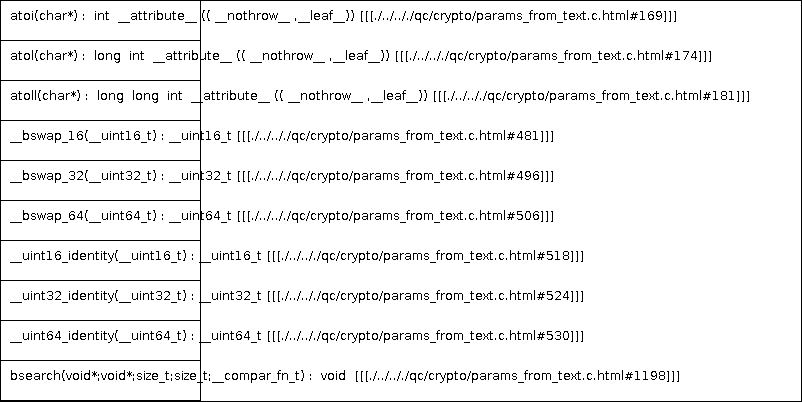 atoi(char*) : int __attribute__ (( __nothrow__ ,__leaf__)) [[[./../.././qc/crypto/params_from_text.c.html#169]]]
atol(char*) : long int __attribute__ (( __nothrow__ ,__leaf__)) [[[./../.././qc/crypto/params_from_text.c.html#174]]]
atoll(char*) : long long int __attribute__ (( __nothrow__ ,__leaf__)) [[[./../.././qc/crypto/params_from_text.c.html#181]]]
__bswap_16(__uint16_t) : __uint16_t [[[./../.././qc/crypto/params_from_text.c.html#481]]]
__bswap_32(__uint32_t) : __uint32_t [[[./../.././qc/crypto/params_from_text.c.html#496]]]
__bswap_64(__uint64_t) : __uint64_t [[[./../.././qc/crypto/params_from_text.c.html#506]]]
__uint16_identity(__uint16_t) : __uint16_t [[[./../.././qc/crypto/params_from_text.c.html#518]]]
__uint32_identity(__uint32_t) : __uint32_t [[[./../.././qc/crypto/params_from_text.c.html#524]]]
__uint64_identity(__uint64_t) : __uint64_t [[[./../.././qc/crypto/params_from_text.c.html#530]]]
bsearch(void*;void*;size_t;size_t;__compar_fn_t) : void [[[./../.././qc/crypto/params_from_text.c.html#1198]]]